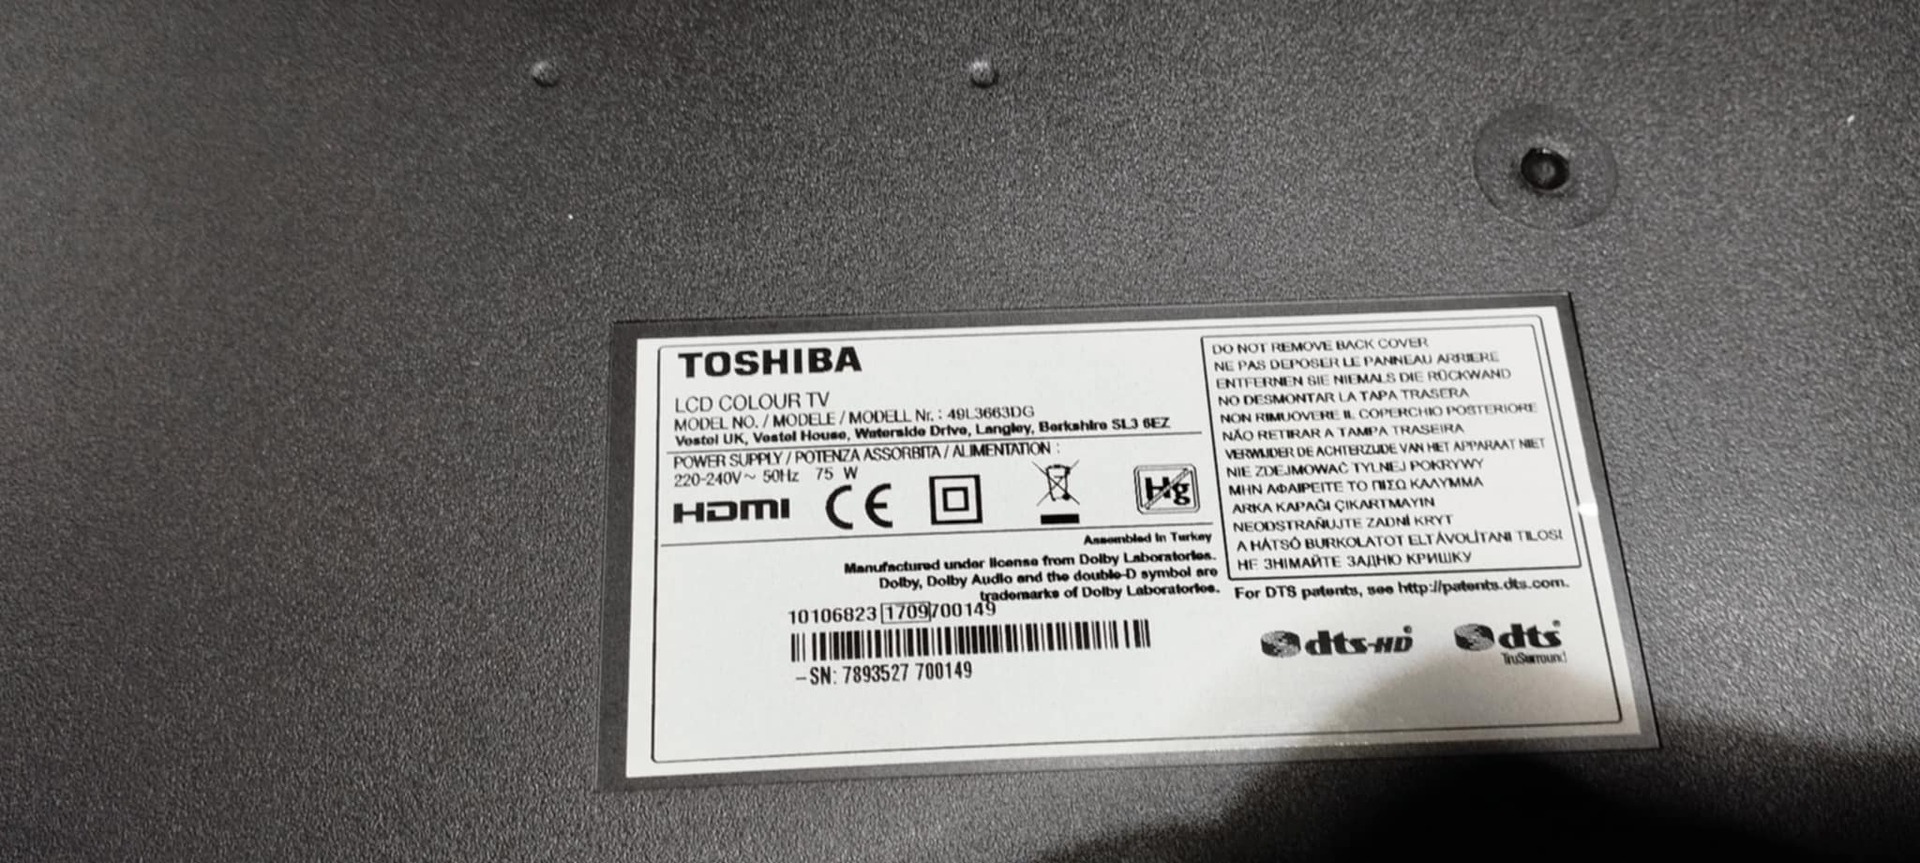 TOSHIBA
LCD COLOUR TV
MODEL NO. / MODELE / MODELL Nr. : 49L3663DG
Vestel UK, Vestel House, Waterside Drive, Langley, Berkshire SL3 6EZ
POWER SUPPLY / POTENZA ASSORBITA / ALIMENTATION :
220-240V~ 50Hz 75 W
HDMI CE Hg
Assembled in Turkey
Manufactured under license from Dolby Laboratories.
Dolby, Dolby Audio and the double-D symbol are
trademarks of Dolby Laboratories.
10106823 1709 700149
-SN: 7893527 700149
DO NOT REMOVE BACK COVER
NE PAS DEPOSER LE PANNEAU ARRIERE
ENTFERNEN SIE NIEMALS DIE RÜCKWAND
NO DESMONTAR LA TAPA TRASERA
NON RIMUOVERE IL COPERCHIO POSTERIORE
NÃO RETIRAR A TAMPA TRASEIRA
VERWIJDER DE ACHTERZIJDE VAN HET APPARAAT NIET
NIE ZDEJMOWAĆ TYLNEJ POKRYWY
ΜΗΝ ΑΦΑΙΡΕΙΤΕ ΤΟ ΠΙΣΩ ΚΑΛΥΜΜΑ
ARKA KAPAĞI ÇIKARTMAYIN
NEODSTRAŇUJTE ZADNÍ KRYT
A HÁTSÓ BURKOLATOT ELTÁVOLÍTANI TILOS!
НЕ ЗНІМАЙТЕ ЗАДНЮ КРИШКУ
For DTS patents, see http://patents.dts.com.
dts-HD® dts®
TruSurround